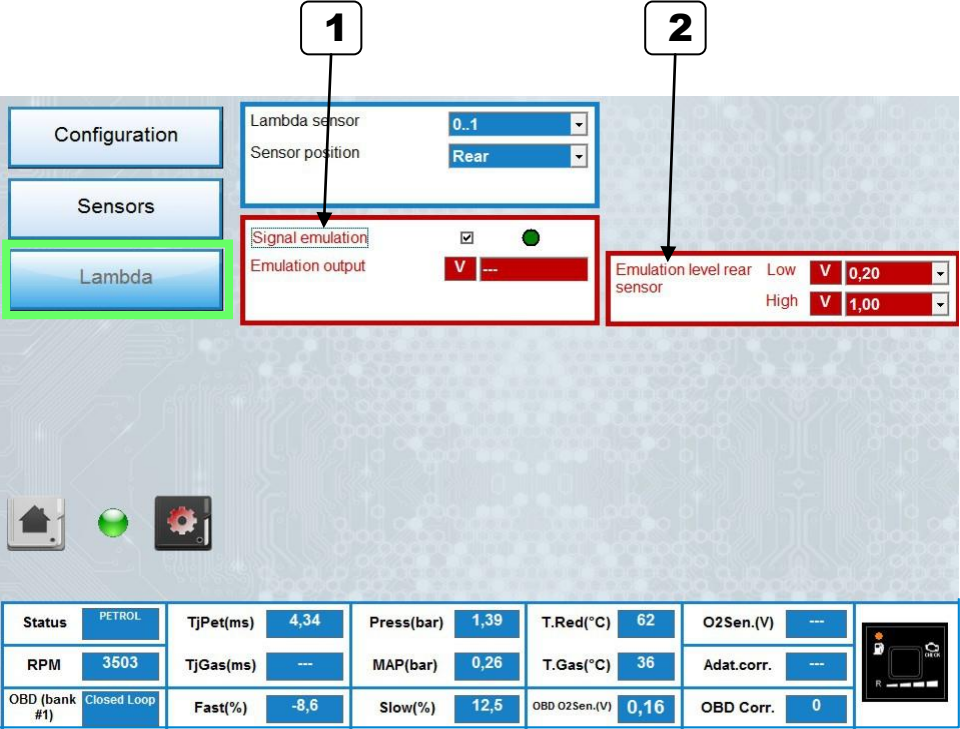 1
2
Configuration
Sensors
Lambda
Lambda sensor 0..1
Sensor position Rear
Signal emulation
Emulation output V ---
Emulation level rear Low V 0,20
sensor
High V 1,00
Status PETROL TjPet(ms) 4,34 Press(bar) 1,39 T.Red(°C) 62 O2Sen.(V) ---
RPM 3503 TjGas(ms) --- MAP(bar) 0,26 T.Gas(°C) 36 Adat.corr. ---
OBD (bank
#1) Closed Loop Fast(%) -8,6 Slow(%) 12,5 OBD O2Sen.(V) 0,16 OBD Corr. 0
CHECK
R